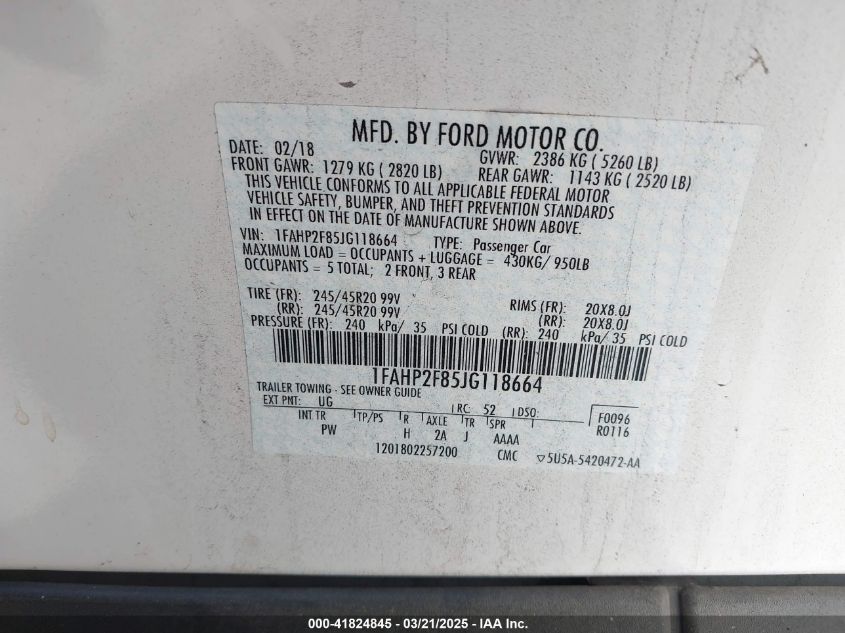 MFD. BY FORD MOTOR CO.
DATE: 02/18 GVWR: 2386 KG ( 5260 LB)
FRONT GAWR: 1279 KG ( 2820 LB) REAR GAWR: 1143 KG ( 2520 LB)
THIS VEHICLE CONFORMS TO ALL APPLICABLE FEDERAL MOTOR
VEHICLE SAFETY, BUMPER, AND THEFT PREVENTION STANDARDS
IN EFFECT ON THE DATE OF MANUFACTURE SHOWN ABOVE.
VIN: 1FAHP2F85JG118664 TYPE: Passenger Car
MAXIMUM LOAD = OCCUPANTS + LUGGAGE = 430KG/ 950LB
OCCUPANTS = 5 TOTAL; 2 FRONT, 3 REAR
TIRE (FR): 245/45R20 99V RIMS (FR): 20X8.0J
(RR): 245/45R20 99V (RR): 20X8.0J
PRESSURE (FR): 240 kPa/ 35 PSI COLD (RR): 240 kPa/ 35 PSI COLD
1FAHP2F85JG118664
TRAILER TOWING - SEE OWNER GUIDE
EXT PNT: UG RC: 52 DSO: F0096
INT TR TP/PS R AXLE TR SPR R0116
PW H 2A J AAAA
1201802257200 CMC ▽5U5A-5420472-AA
000-41824845 - 03/21/2025 - © IAA, Inc.